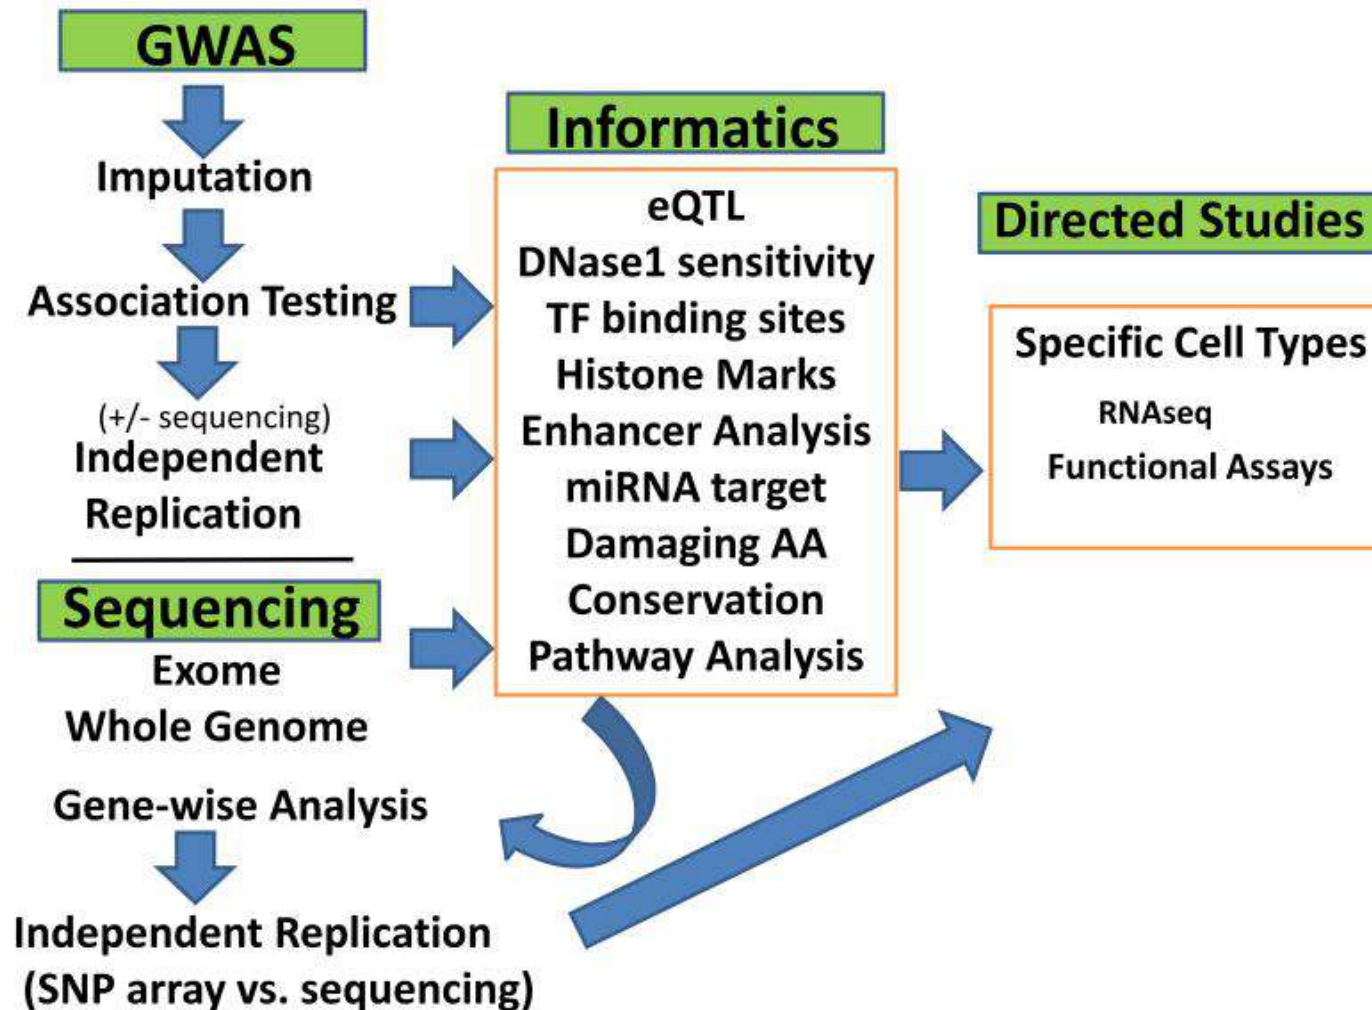 GWAS
Imputation
Association Testing
(+/- sequencing)
Independent
Replication
Sequencing
Exome
Whole Genome
Gene-wise Analysis
Independent Replication
(SNP array vs. sequencing)
Informatics
eQTL
DNase1 sensitivity
TF binding sites
Histone Marks
Enhancer Analysis
miRNA target
Damaging AA
Conservation
Pathway Analysis
Directed Studies
Specific Cell Types
RNAseq
Functional Assays